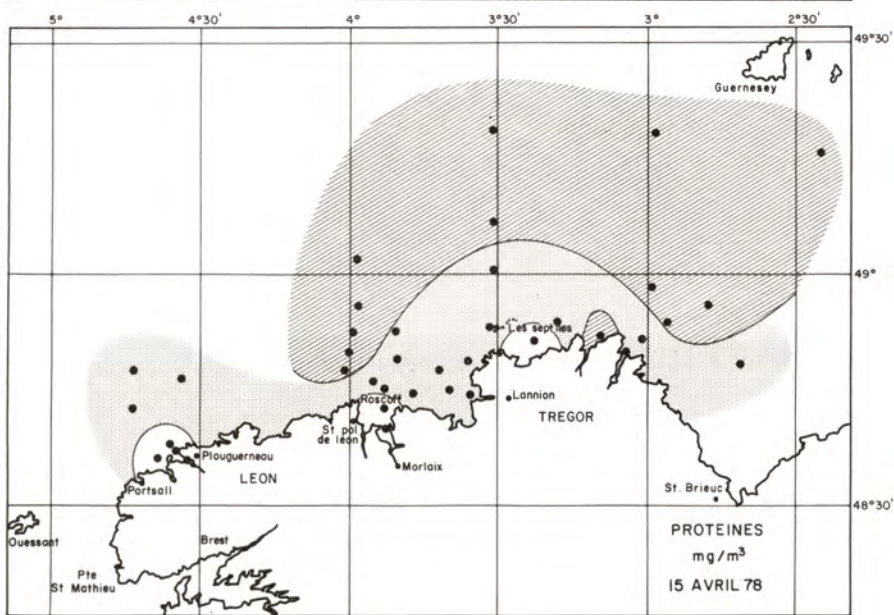 5°
4°30'
4°
3°30'
3°
2°30'
49°30'
Guernesey
49°
Les sept iles
Roscoff
St pol
de léon
Lannion
TREGOR
Plouguerneau
LEON
Morlaix
Portsall
St. Brieuc
48°30'
Ouessant
Brest
Pte
St Mathieu
PROTEINES
mg/m³
15 AVRIL 78